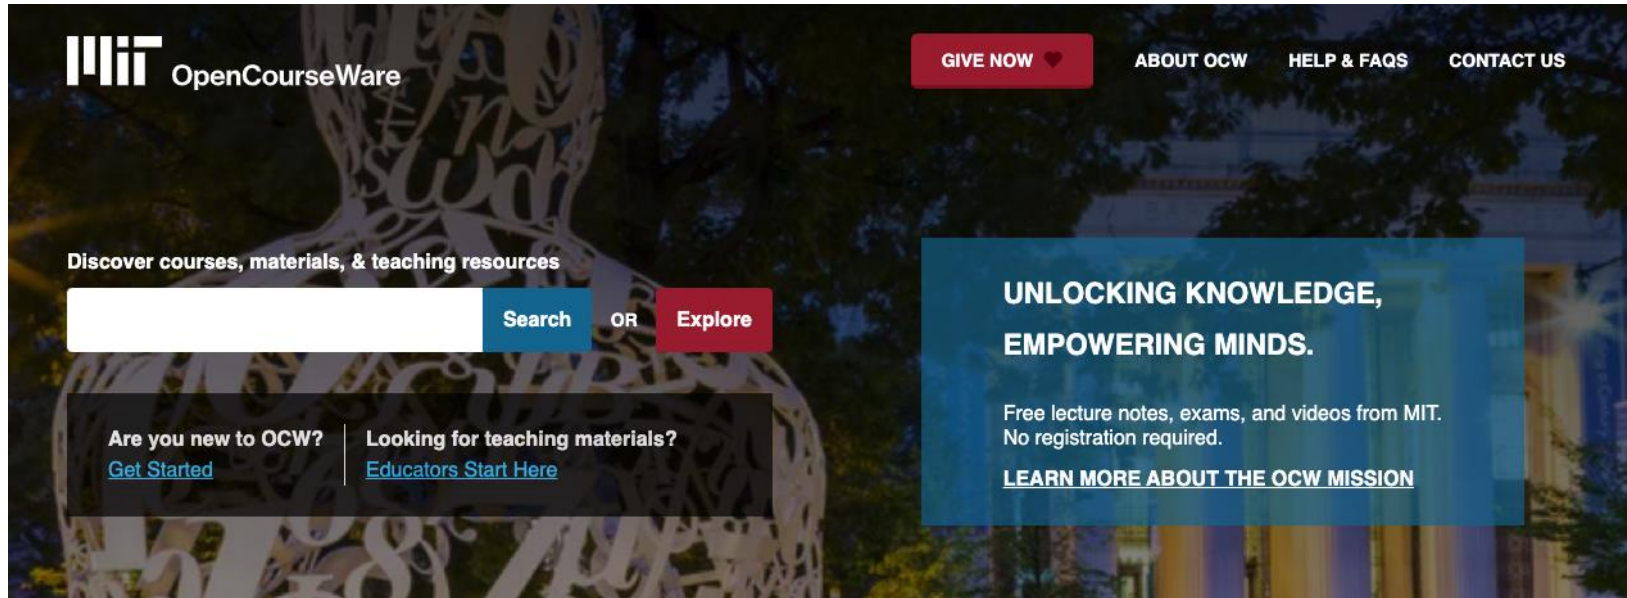 MIT OpenCourseWare
GIVE NOW
ABOUT OCW
HELP & FAQS
CONTACT US
Discover courses, materials, & teaching resources
Search
OR
Explore
Are you new to OCW?
Get Started
Looking for teaching materials?
Educators Start Here
UNLOCKING KNOWLEDGE,
EMPOWERING MINDS.
Free lecture notes, exams, and videos from MIT.
No registration required.
LEARN MORE ABOUT THE OCW MISSION